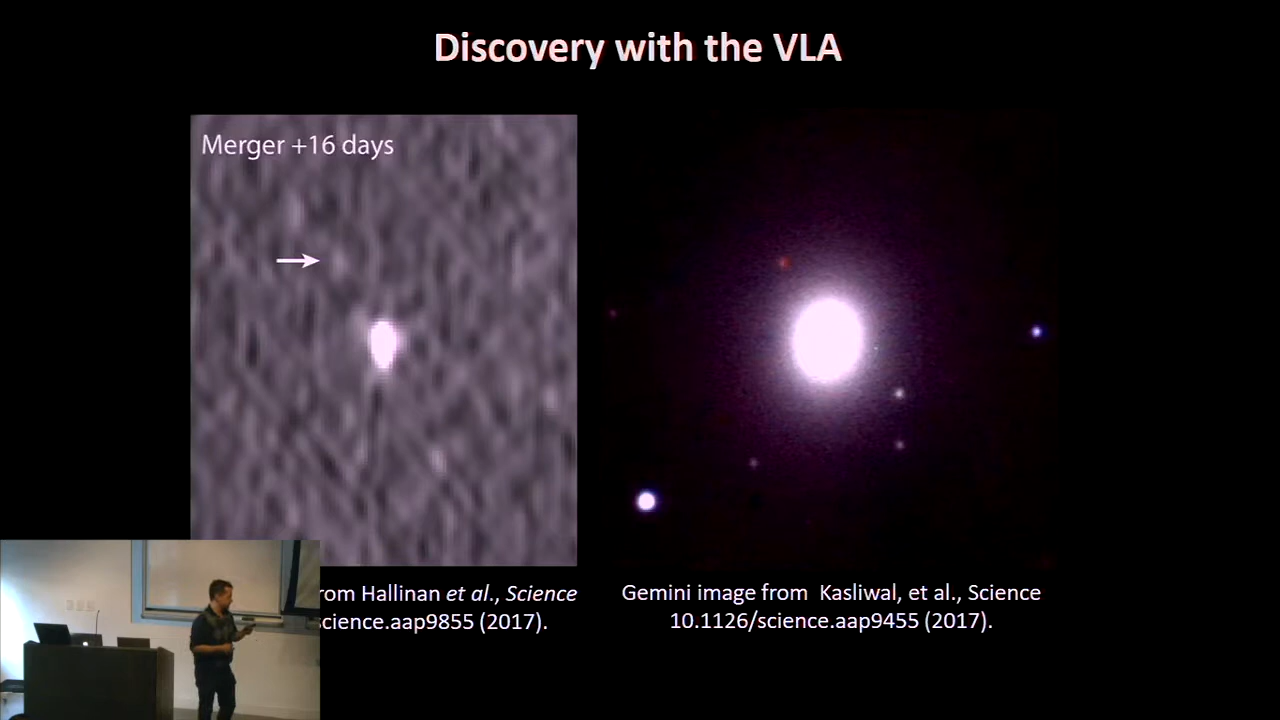 Discovery with the VLA
Merger +16 days
rom Hallinan et al., Science
science.aap9855 (2017).
Gemini image from Kasliwal, et al., Science
10.1126/science.aap9455 (2017).